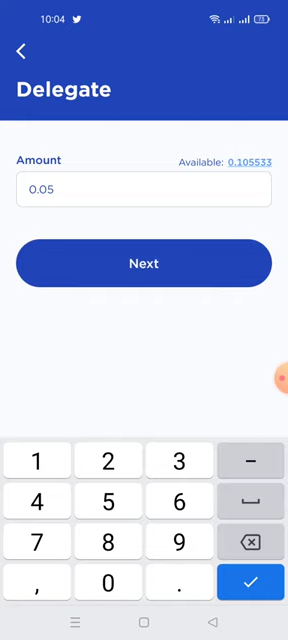 10:04
73
Delegate
Amount
Available: 0.105533
0.05
Next
1 2 3 -
4 5 6
7 8 9
, 0 .